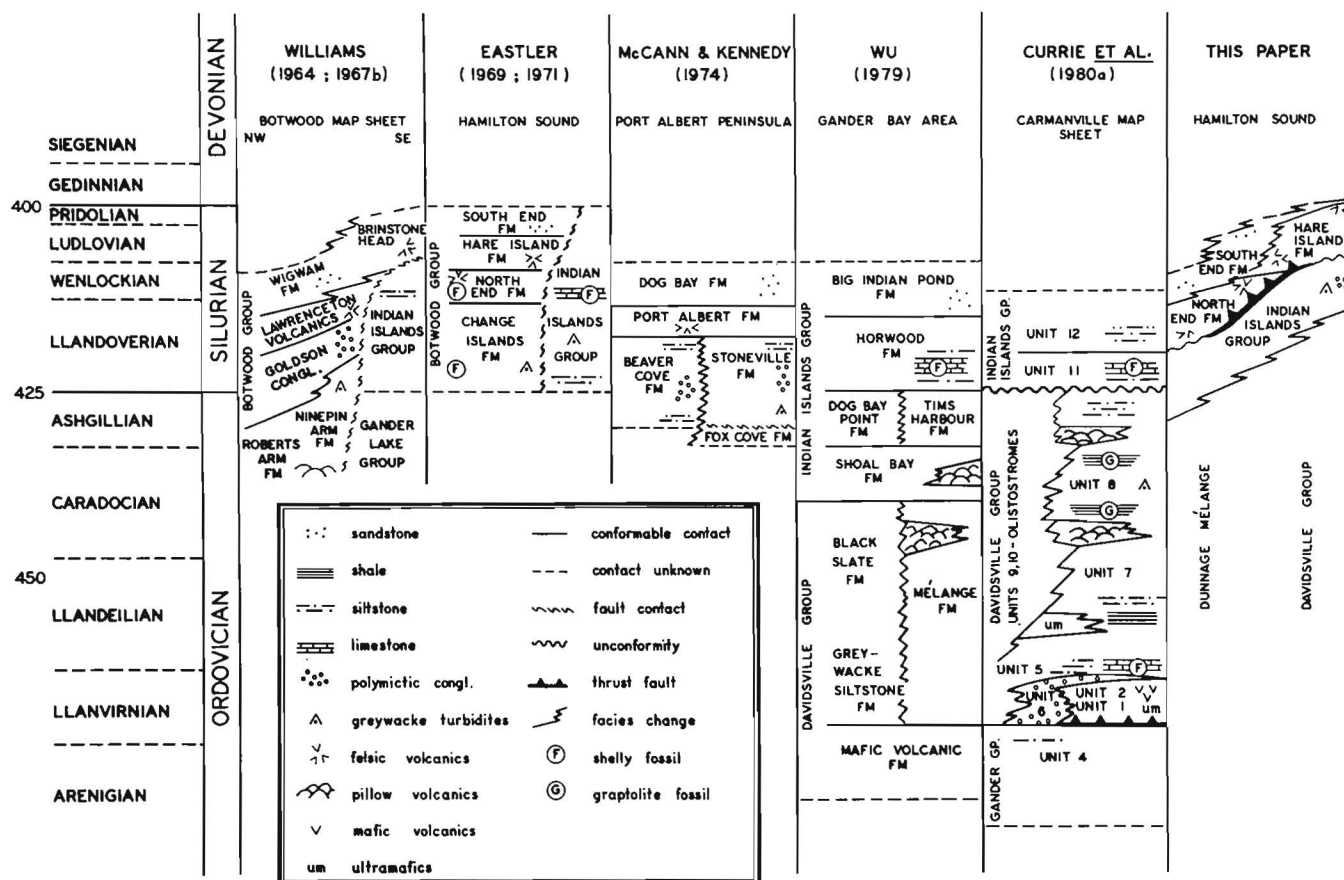 WILLIAMS
(1964 ; 1967b)
BOTWOOD MAP SHEET
NW SE
EASTLER
(1969 ; 1971)
HAMILTON SOUND
McCANN & KENNEDY
(1974)
PORT ALBERT PENINSULA
WU
(1979)
GANDER BAY AREA
CURRIE ET AL.
(1980a)
CARMANVILLE MAP
SHEET
THIS PAPER
HAMILTON SOUND
DEVONIAN
SILURIAN
ORDOVICIAN
SIEGENIAN
GEDINNIAN
400
PRIDOLIAN
LUDLOVIAN
WENLOCKIAN
LLANDOVERIAN
425
ASHGILLIAN
CARADOCIAN
450
LLANDEILIAN
LLANVIRNIAN
ARENIGIAN
BOTWOOD GROUP
BRINSTONE
HEAD
WIGWAM
FM
LAWRENCETON
VOLCANICS
GOLDSON
CONGL.
INDIAN
ISLANDS
GROUP
NINEPIN
ARM
FM
ROBERTS
ARM
FM
GANDER
LAKE
GROUP
BOTWOOD GROUP
SOUTH END
FM
HARE ISLAND
FM
NORTH
END FM
F
CHANGE
ISLANDS
FM
F
INDIAN
F
ISLANDS
GROUP
DOG BAY FM
PORT ALBERT FM
BEAVER
COVE
FM
STONEVILLE
FM
FOX COVE FM
INDIAN ISLANDS GROUP
BIG INDIAN POND
FM
HORWOOD
FM
F
DOG BAY
POINT
FM
TIMS
HARBOUR
FM
SHOAL BAY
FM
DAVIDSVILLE GROUP
BLACK
SLATE
FM
MÉLANGE
FM
GREY-
WACKE
SILTSTONE
FM
MAFIC VOLCANIC
FM
INDIAN
ISLANDS GP.
UNIT 12
UNIT 11
F
DAVIDSVILLE GROUP
UNITS 9,10-OLISTOSTROMES
G
UNIT 8
G
UNIT 7
um
UNIT 5
F
UNIT
6
UNIT 2
UNIT 1
um
GANDER GP.
UNIT 4
HARE
ISLAND
FM
SOUTH
END FM
NORTH
END FM
INDIAN
ISLANDS
GROUP
DUNNAGE MÉLANGE
DAVIDSVILLE GROUP
sandstone
shale
siltstone
limestone
polymictic congl.
greywacke turbidites
felsic volcanics
pillow volcanics
mafic volcanics
um ultramafics
conformable contact
contact unknown
fault contact
unconformity
thrust fault
facies change
F shelly fossil
G graptolite fossil